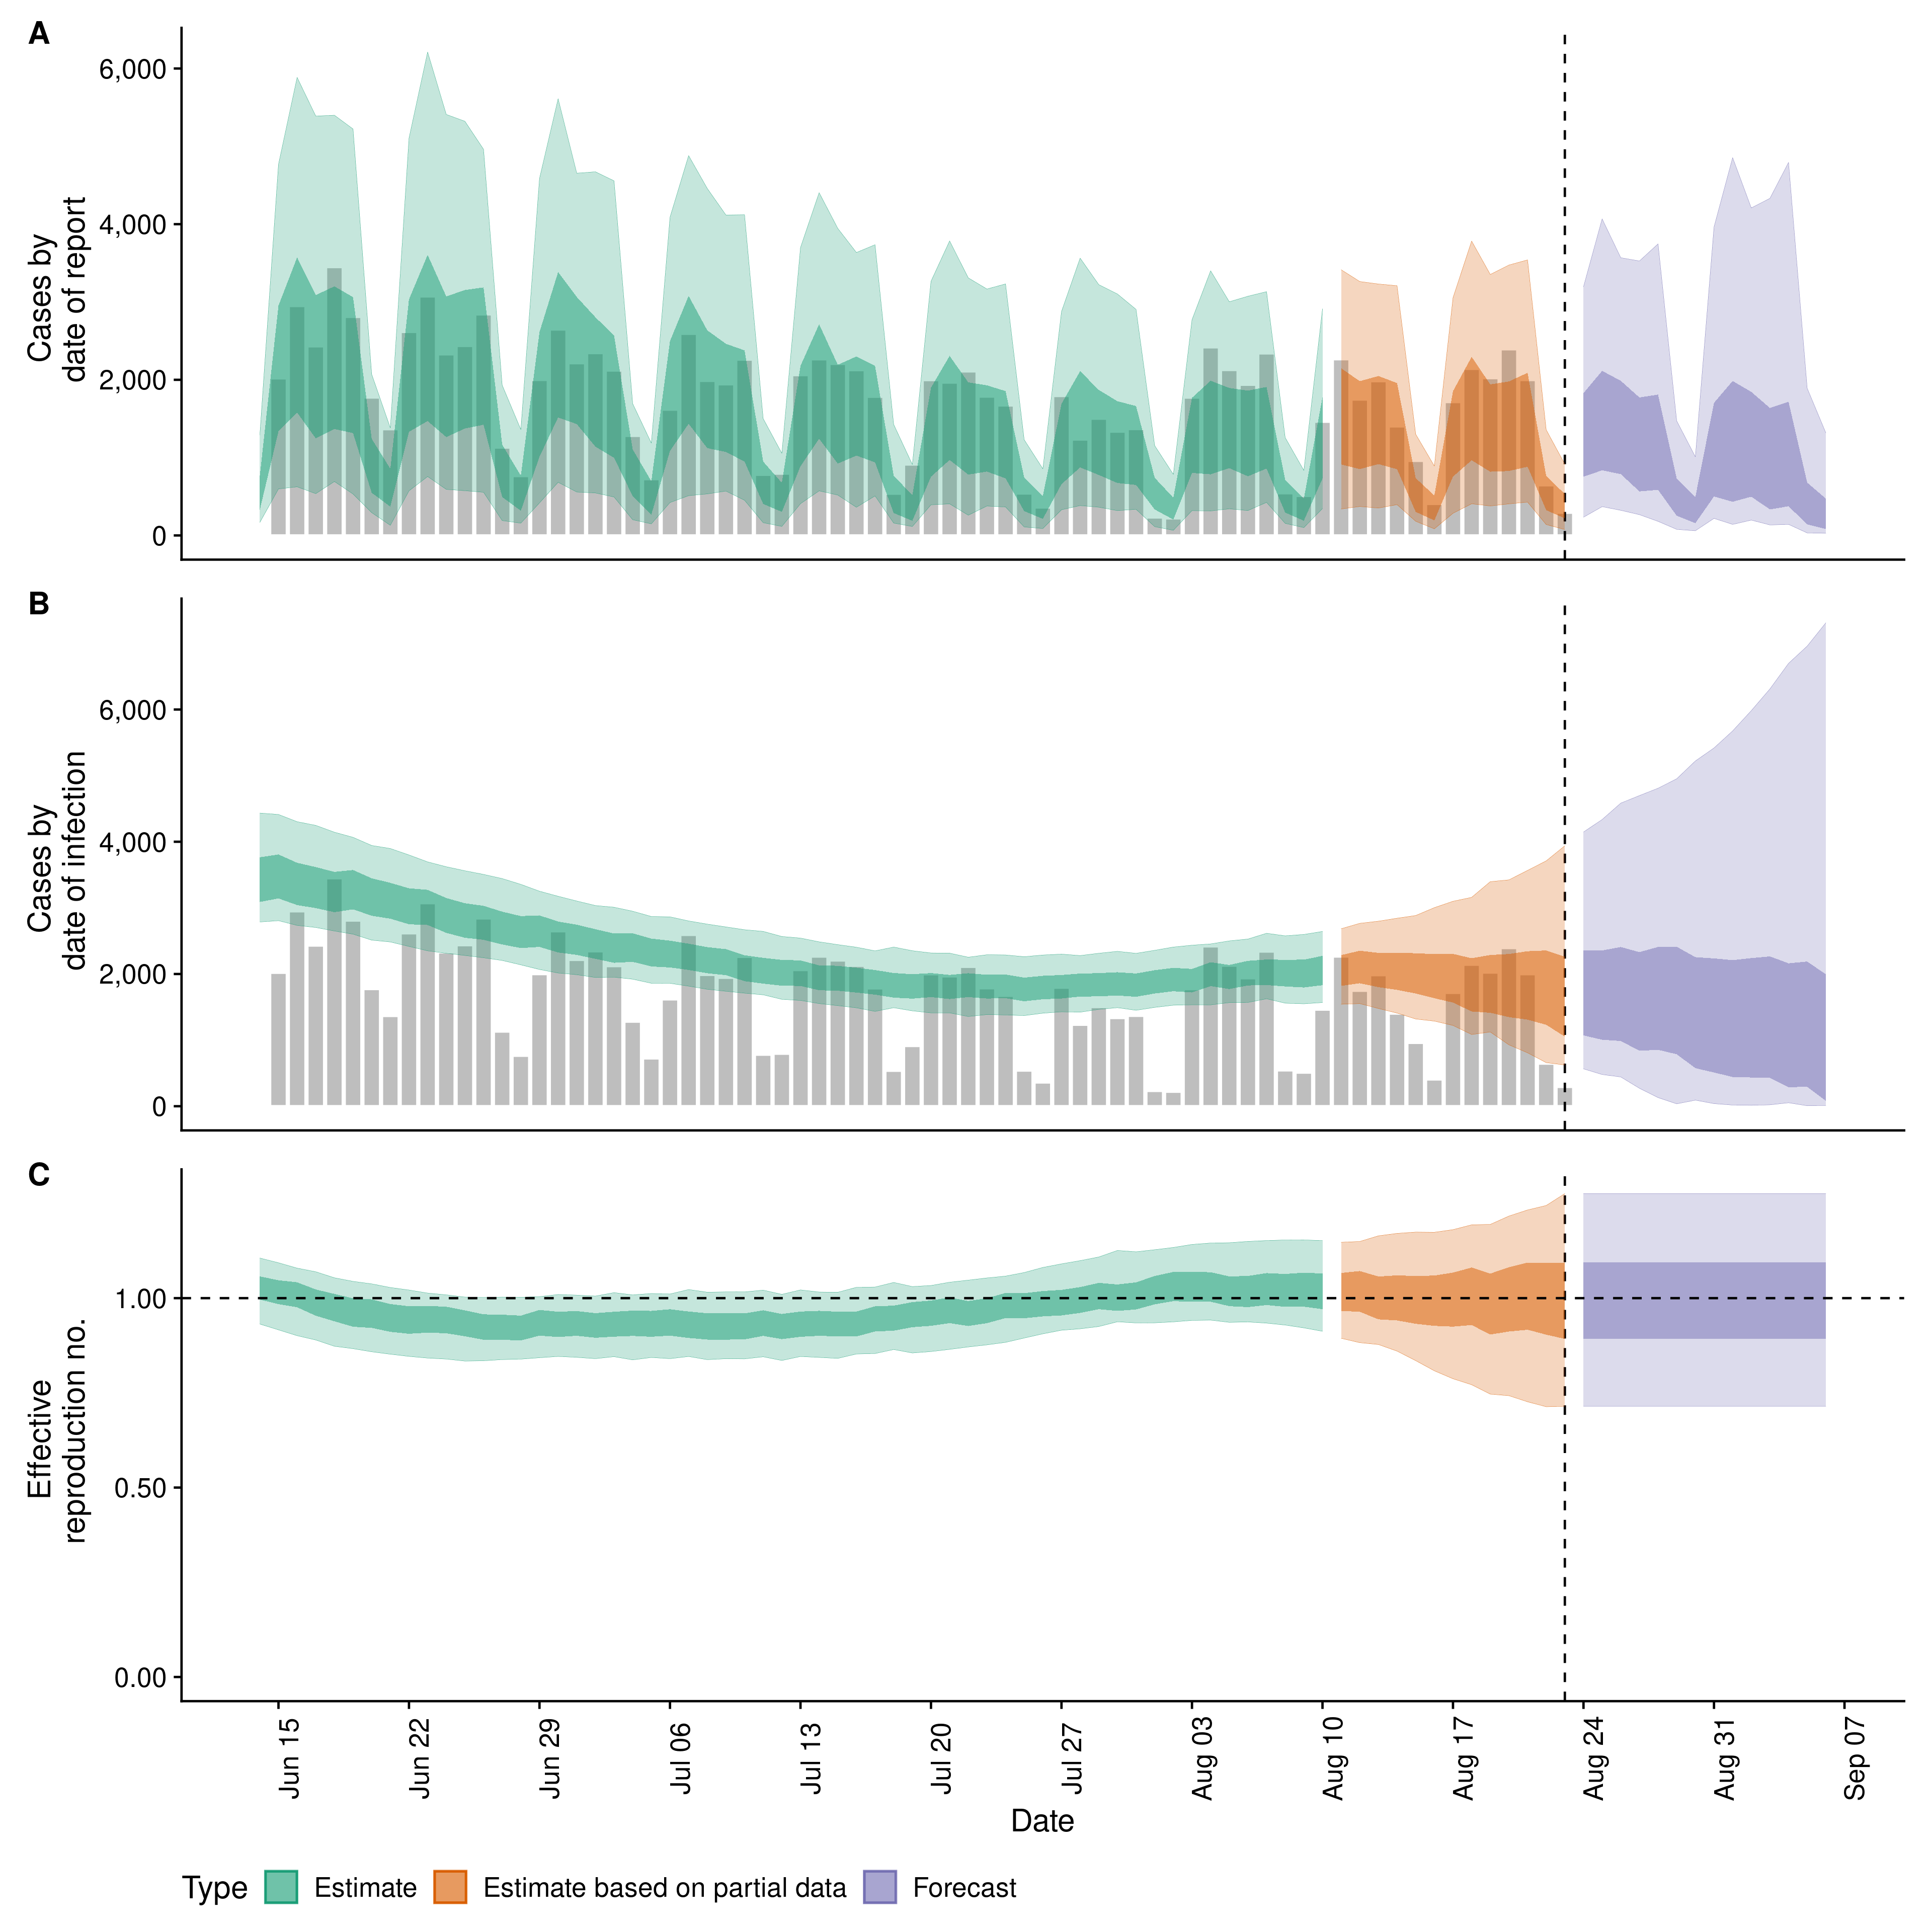 A
Cases by
date of report
6,000
4,000
2,000
0
B
Cases by
date of infection
6,000
4,000
2,000
0
C
Effective
reproduction no.
1.00
0.50
0.00
Jun 15
Jun 22
Jun 29
Jul 06
Jul 13
Jul 20
Jul 27
Aug 03
Aug 10
Aug 17
Aug 24
Aug 31
Sep 07
Date
Type Estimate Estimate based on partial data Forecast